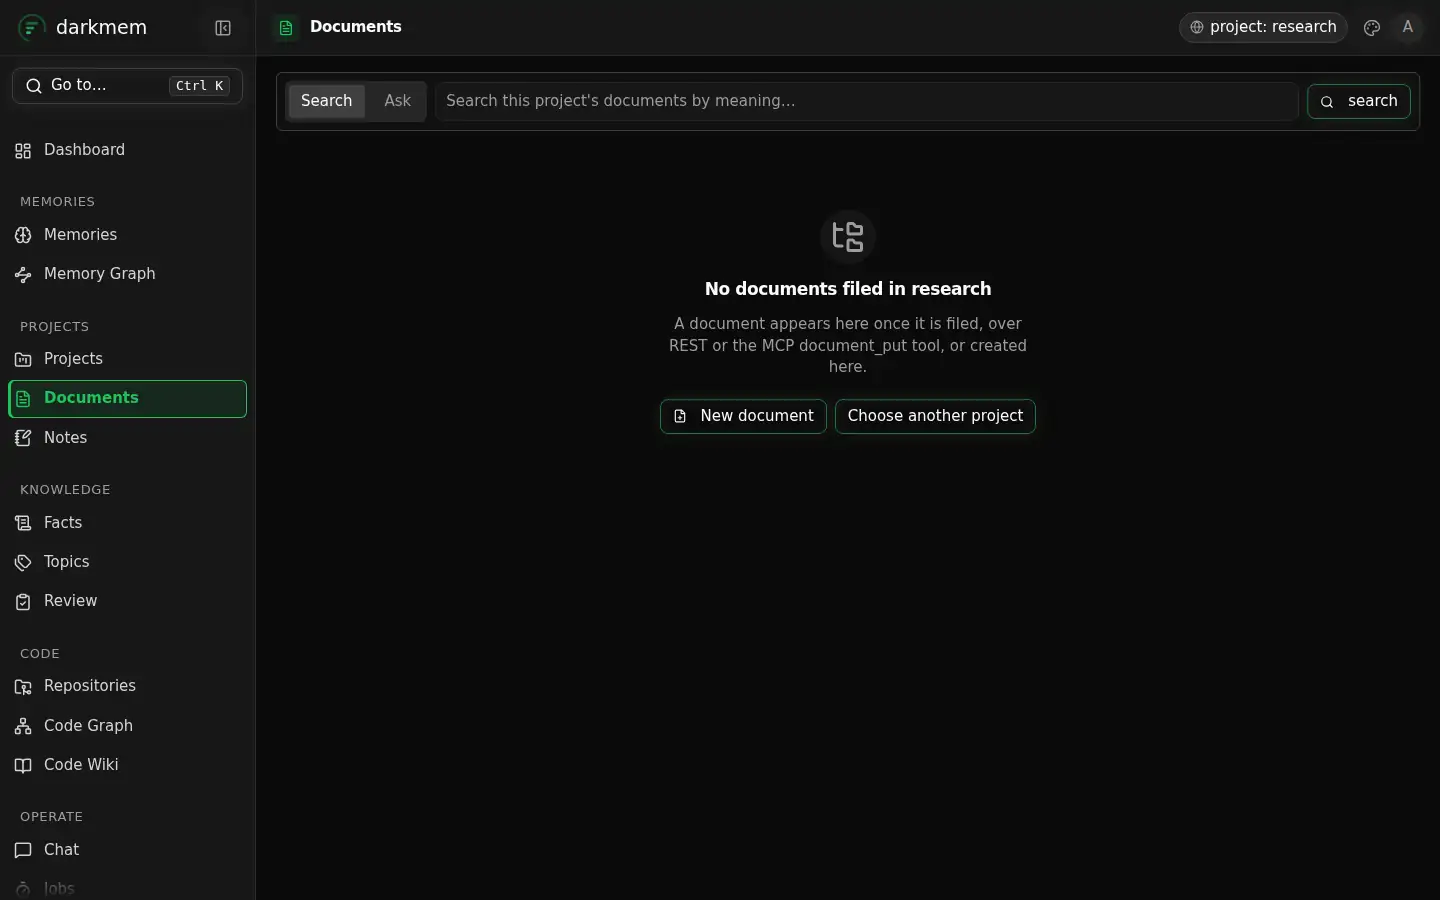 darkmem
Documents
project: research
A
Go to...
Ctrl K
Search
Ask
Search this project's documents by meaning...
search
Dashboard
MEMORIES
Memories
Memory Graph
PROJECTS
Projects
Documents
Notes
KNOWLEDGE
Facts
Topics
Review
CODE
Repositories
Code Graph
Code Wiki
OPERATE
Chat
Jobs
No documents filed in research
A document appears here once it is filed, over
REST or the MCP document_put tool, or created
here.
New document
Choose another project